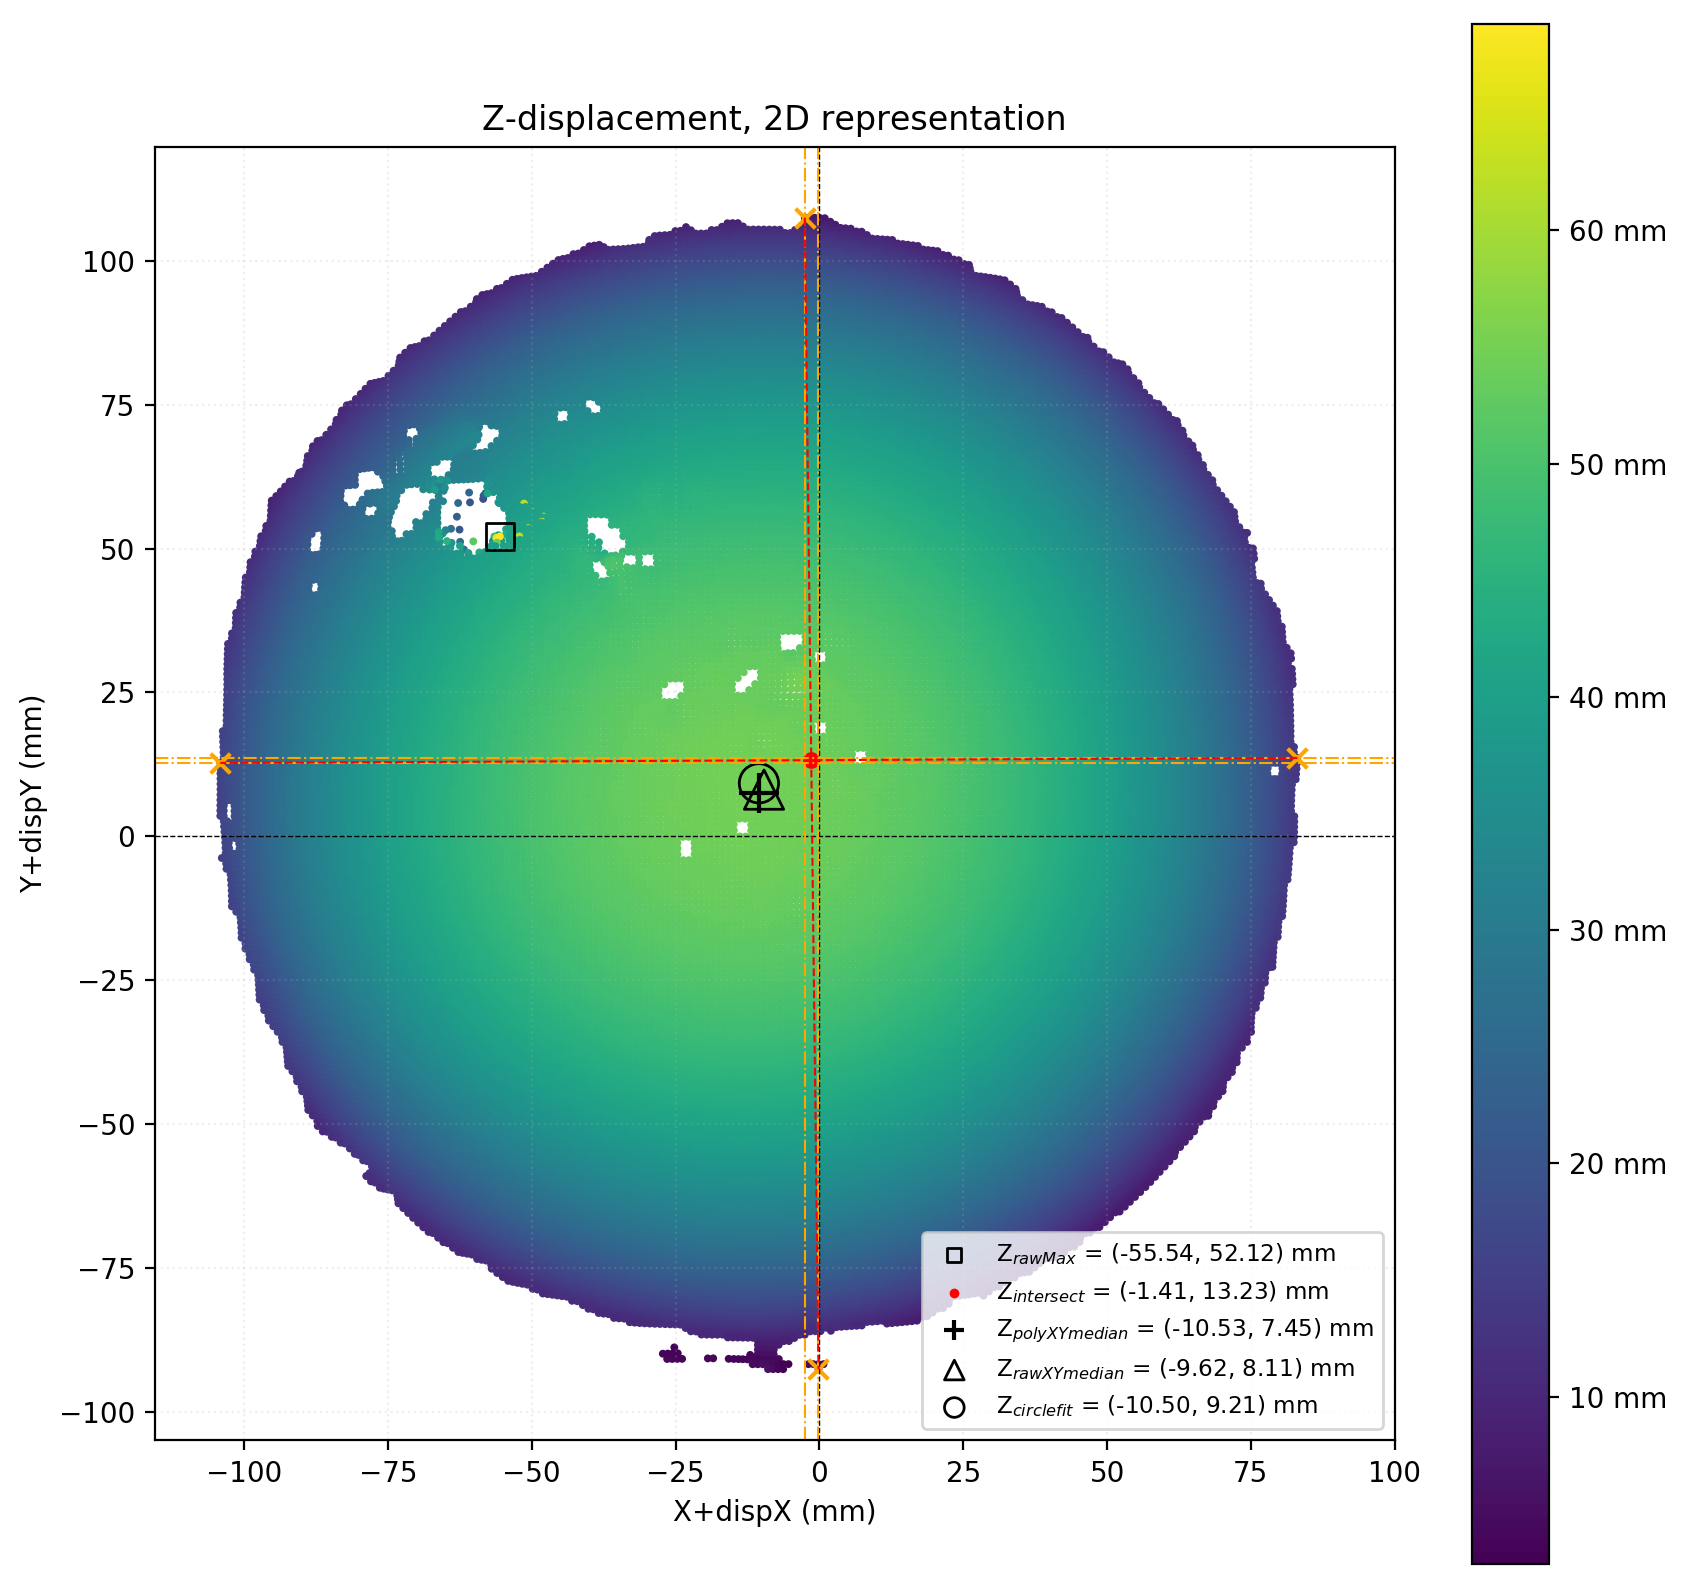 Z-displacement, 2D representation
60 mm
50 mm
40 mm
30 mm
20 mm
10 mm
Y+dispY (mm)
100
75
50
25
0
−25
−50
−75
−100
Z_rawMax = (-55.54, 52.12) mm
Z_intersect = (-1.41, 13.23) mm
Z_polyXYmedian = (-10.53, 7.45) mm
Z_rawXYmedian = (-9.62, 8.11) mm
Z_circlefit = (-10.50, 9.21) mm
−100 −75 −50 −25 0 25 50 75 100
X+dispX (mm)